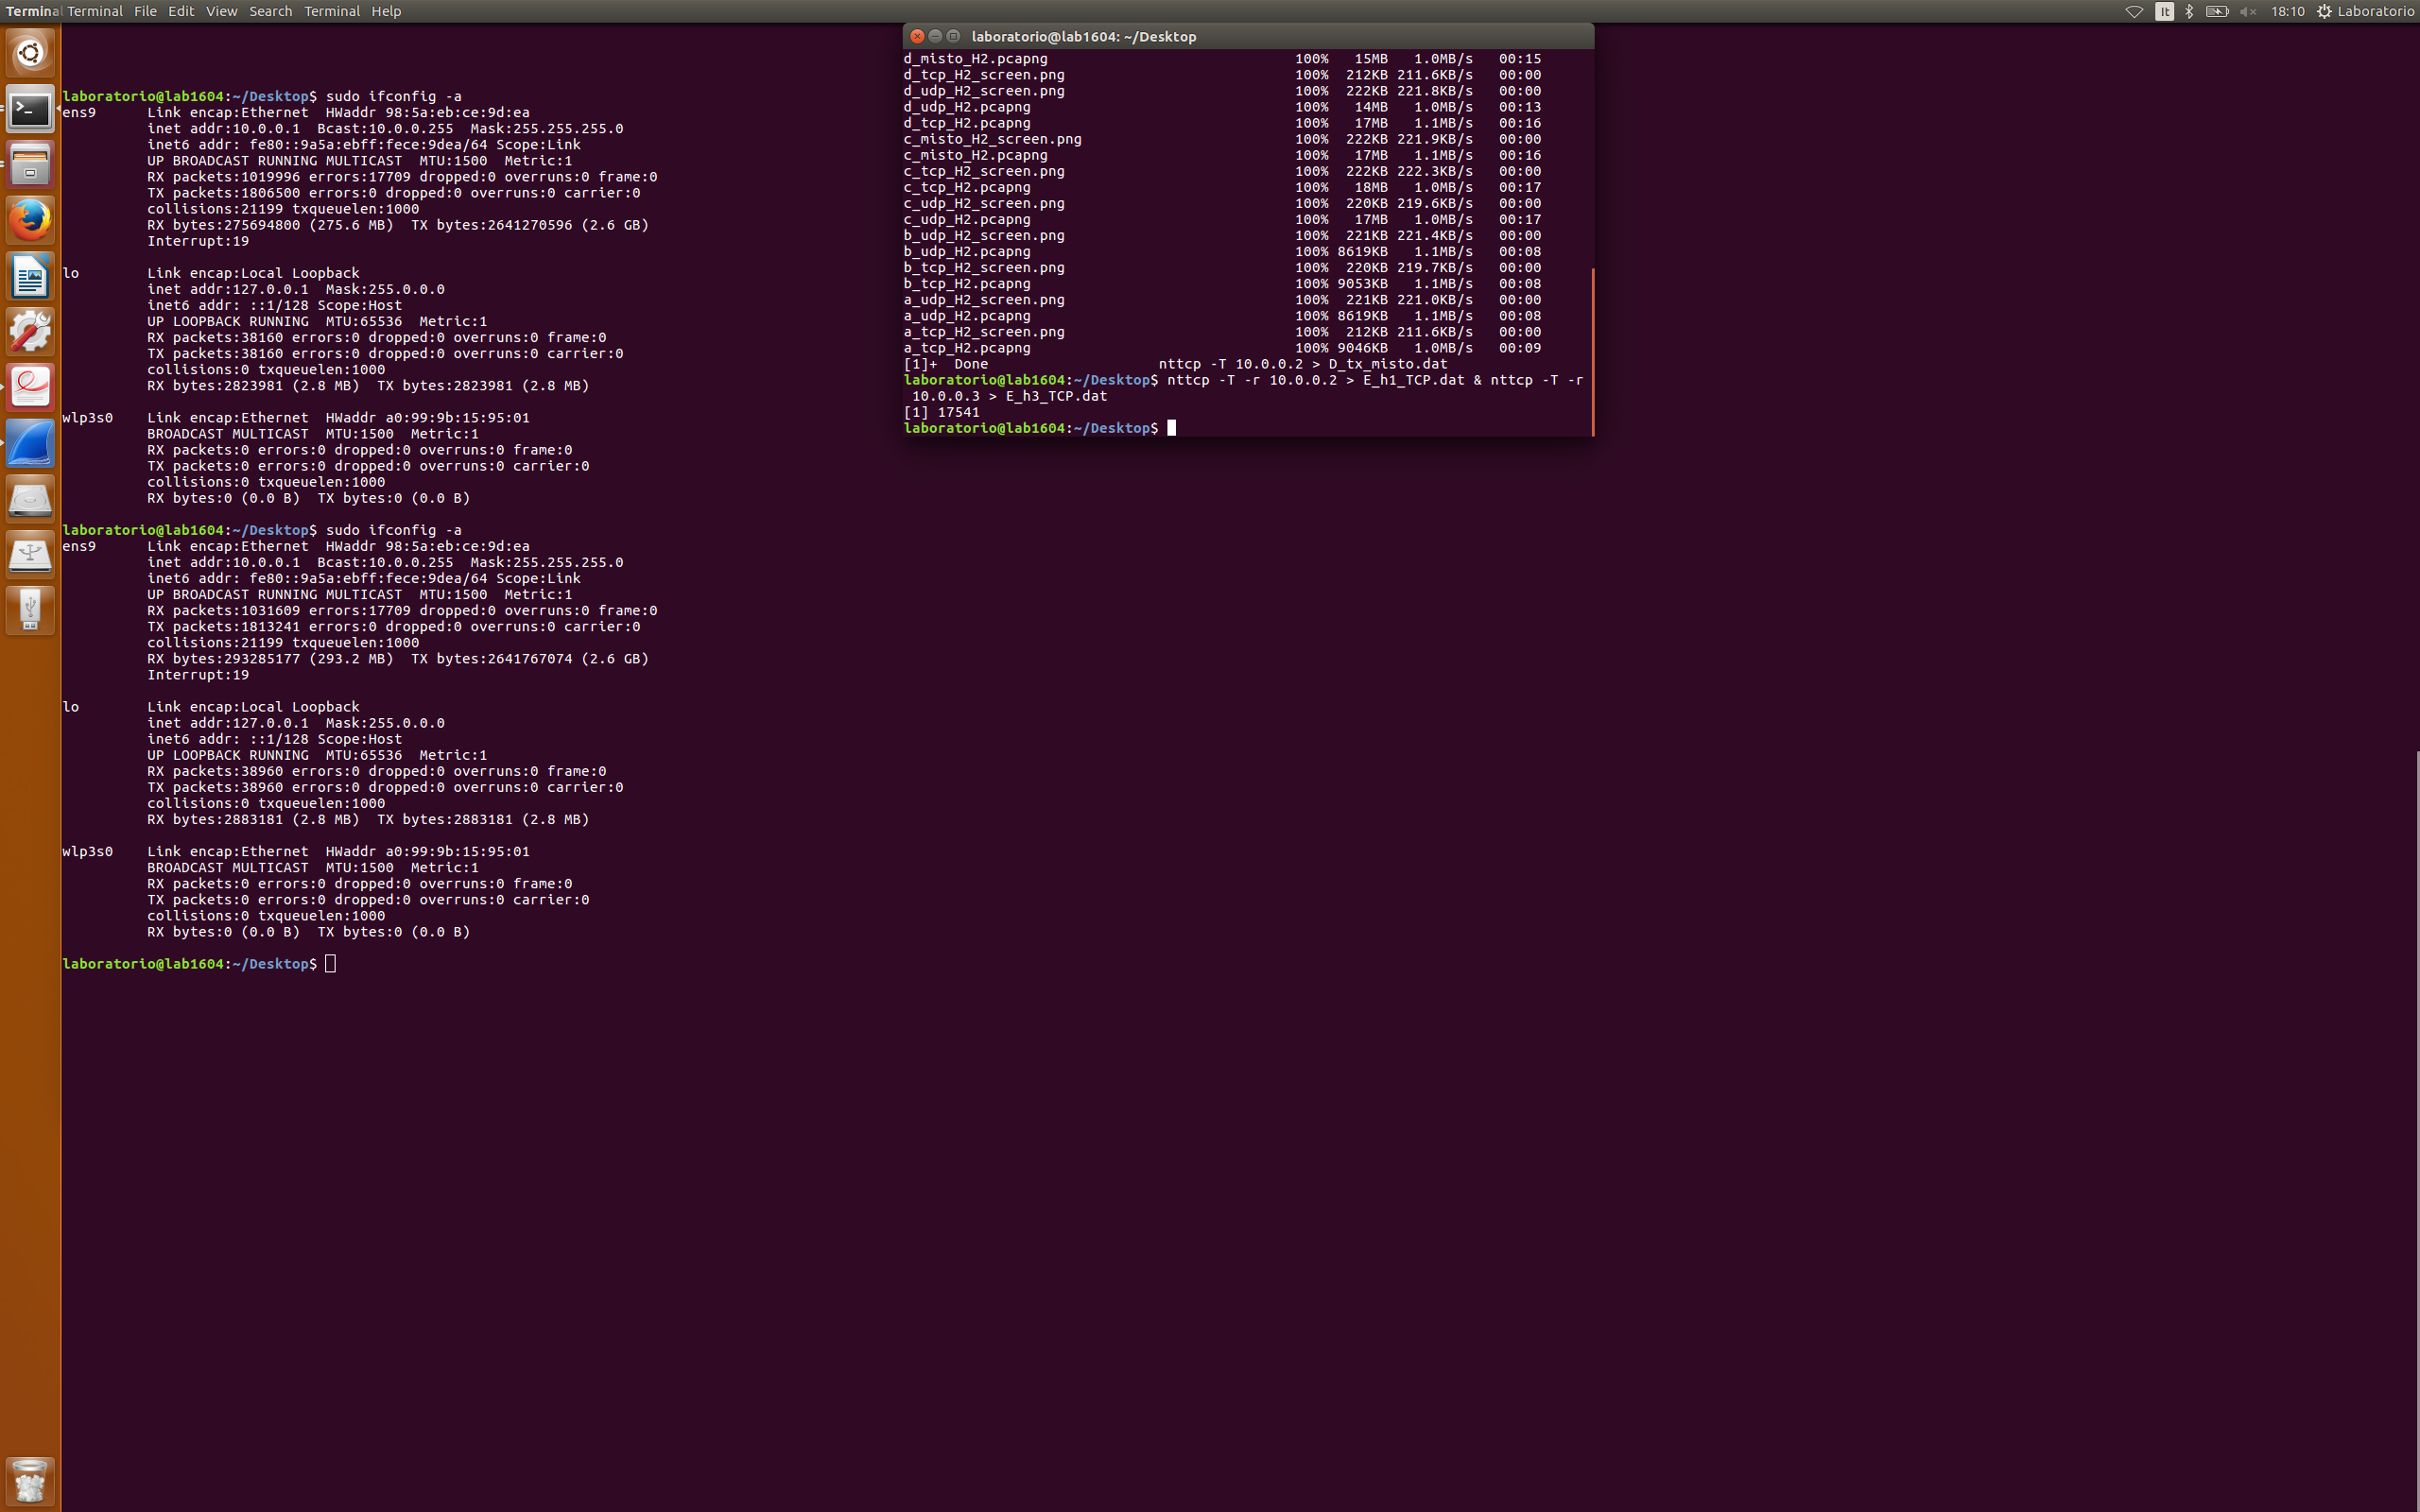 Terminal Terminal File Edit View Search Terminal Help
It 18:10 Laboratorio
laboratorio@lab1604:~/Desktop$ sudo ifconfig -a
ens9 Link encap:Ethernet HWaddr 98:5a:eb:ce:9d:ea
inet addr:10.0.0.1 Bcast:10.0.0.255 Mask:255.255.255.0
inet6 addr: fe80::9a5a:ebff:fece:9dea/64 Scope:Link
UP BROADCAST RUNNING MULTICAST MTU:1500 Metric:1
RX packets:1019996 errors:17709 dropped:0 overruns:0 frame:0
TX packets:1806500 errors:0 dropped:0 overruns:0 carrier:0
collisions:21199 txqueuelen:1000
RX bytes:275694800 (275.6 MB) TX bytes:2641270596 (2.6 GB)
Interrupt:19
lo Link encap:Local Loopback
inet addr:127.0.0.1 Mask:255.0.0.0
inet6 addr: ::1/128 Scope:Host
UP LOOPBACK RUNNING MTU:65536 Metric:1
RX packets:38160 errors:0 dropped:0 overruns:0 frame:0
TX packets:38160 errors:0 dropped:0 overruns:0 carrier:0
collisions:0 txqueuelen:1000
RX bytes:2823981 (2.8 MB) TX bytes:2823981 (2.8 MB)
wlp3s0 Link encap:Ethernet HWaddr a0:99:9b:15:95:01
BROADCAST MULTICAST MTU:1500 Metric:1
RX packets:0 errors:0 dropped:0 overruns:0 frame:0
TX packets:0 errors:0 dropped:0 overruns:0 carrier:0
collisions:0 txqueuelen:1000
RX bytes:0 (0.0 B) TX bytes:0 (0.0 B)
laboratorio@lab1604:~/Desktop$ sudo ifconfig -a
ens9 Link encap:Ethernet HWaddr 98:5a:eb:ce:9d:ea
inet addr:10.0.0.1 Bcast:10.0.0.255 Mask:255.255.255.0
inet6 addr: fe80::9a5a:ebff:fece:9dea/64 Scope:Link
UP BROADCAST RUNNING MULTICAST MTU:1500 Metric:1
RX packets:1031609 errors:17709 dropped:0 overruns:0 frame:0
TX packets:1813241 errors:0 dropped:0 overruns:0 carrier:0
collisions:21199 txqueuelen:1000
RX bytes:293285177 (293.2 MB) TX bytes:2641767074 (2.6 GB)
Interrupt:19
lo Link encap:Local Loopback
inet addr:127.0.0.1 Mask:255.0.0.0
inet6 addr: ::1/128 Scope:Host
UP LOOPBACK RUNNING MTU:65536 Metric:1
RX packets:38960 errors:0 dropped:0 overruns:0 frame:0
TX packets:38960 errors:0 dropped:0 overruns:0 carrier:0
collisions:0 txqueuelen:1000
RX bytes:2883181 (2.8 MB) TX bytes:2883181 (2.8 MB)
wlp3s0 Link encap:Ethernet HWaddr a0:99:9b:15:95:01
BROADCAST MULTICAST MTU:1500 Metric:1
RX packets:0 errors:0 dropped:0 overruns:0 frame:0
TX packets:0 errors:0 dropped:0 overruns:0 carrier:0
collisions:0 txqueuelen:1000
RX bytes:0 (0.0 B) TX bytes:0 (0.0 B)
laboratorio@lab1604:~/Desktop$
laboratorio@lab1604: ~/Desktop
d_misto_H2.pcapng 100% 15MB 1.0MB/s 00:15
d_tcp_H2_screen.png 100% 212KB 211.6KB/s 00:00
d_udp_H2_screen.png 100% 222KB 221.8KB/s 00:00
d_udp_H2.pcapng 100% 14MB 1.0MB/s 00:13
d_tcp_H2.pcapng 100% 17MB 1.1MB/s 00:16
c_misto_H2_screen.png 100% 222KB 221.9KB/s 00:00
c_misto_H2.pcapng 100% 17MB 1.1MB/s 00:16
c_tcp_H2_screen.png 100% 222KB 222.3KB/s 00:00
c_tcp_H2.pcapng 100% 18MB 1.0MB/s 00:17
c_udp_H2_screen.png 100% 220KB 219.6KB/s 00:00
c_udp_H2.pcapng 100% 17MB 1.0MB/s 00:17
b_udp_H2_screen.png 100% 221KB 221.4KB/s 00:00
b_udp_H2.pcapng 100% 8619KB 1.1MB/s 00:08
b_tcp_H2_screen.png 100% 220KB 219.7KB/s 00:00
b_tcp_H2.pcapng 100% 9053KB 1.1MB/s 00:08
a_udp_H2_screen.png 100% 221KB 221.0KB/s 00:00
a_udp_H2.pcapng 100% 8619KB 1.1MB/s 00:08
a_tcp_H2_screen.png 100% 212KB 211.6KB/s 00:00
a_tcp_H2.pcapng 100% 9046KB 1.0MB/s 00:09
[1]+ Done nttcp -T 10.0.0.2 > D_tx_misto.dat
laboratorio@lab1604:~/Desktop$ nttcp -T -r 10.0.0.2 > E_h1_TCP.dat & nttcp -T -r
10.0.0.3 > E_h3_TCP.dat
[1] 17541
laboratorio@lab1604:~/Desktop$